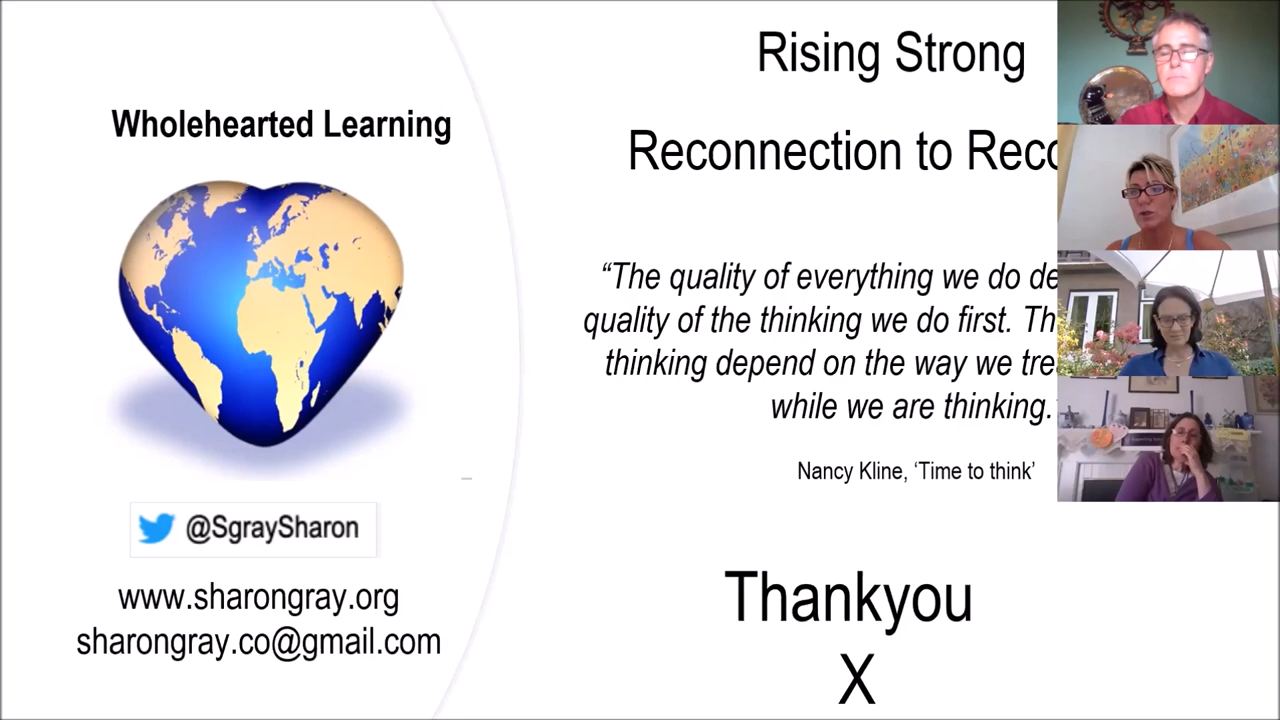 Wholehearted Learning
@SgraySharon
www.sharongray.org
sharongray.co@gmail.com
Rising Strong
Reconnection to Reco
“The quality of everything we do de
quality of the thinking we do first. Th
thinking depend on the way we tre
while we are thinking.
Nancy Kline, ‘Time to think’
Thankyou
X